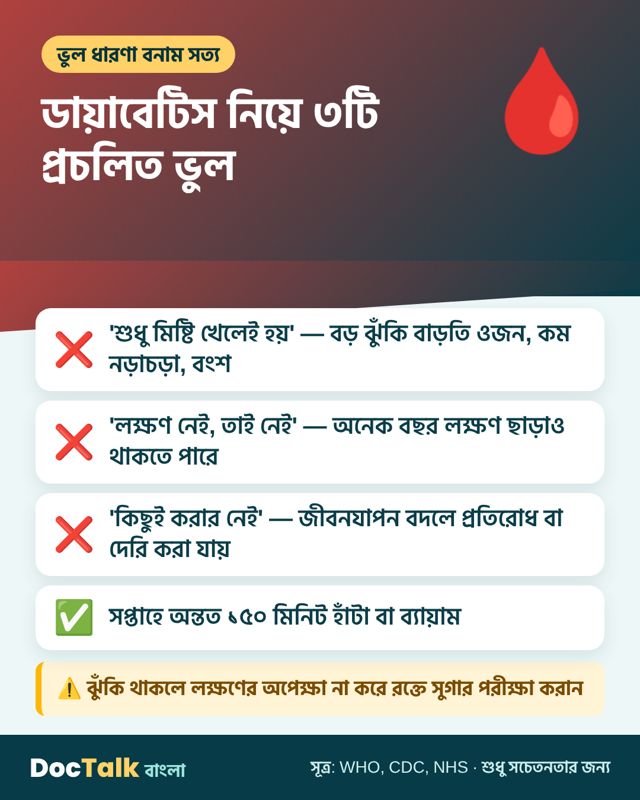 ভুল ধারণা বনাম সত্য
ডায়াবেটিস নিয়ে ৩টি
প্রচলিত ভুল
'শুধু মিষ্টি খেলেই হয়' — বড় ঝুঁকি বাড়তি ওজন, কম
নড়াচড়া, বংশ
'লক্ষণ নেই, তাই নেই' — অনেক বছর লক্ষণ ছাড়াও
থাকতে পারে
'কিছুই করার নেই' — জীবনযাপন বদলে প্রতিরোধ বা
দেরি করা যায়
সপ্তাহে অন্তত ১৫০ মিনিট হাঁটা বা ব্যায়াম
ঝুঁকি থাকলে লক্ষণের অপেক্ষা না করে রক্তে সুগার পরীক্ষা করান
DocTalk বাংলা
সূত্র: WHO, CDC, NHS · শুধু সচেতনতার জন্য